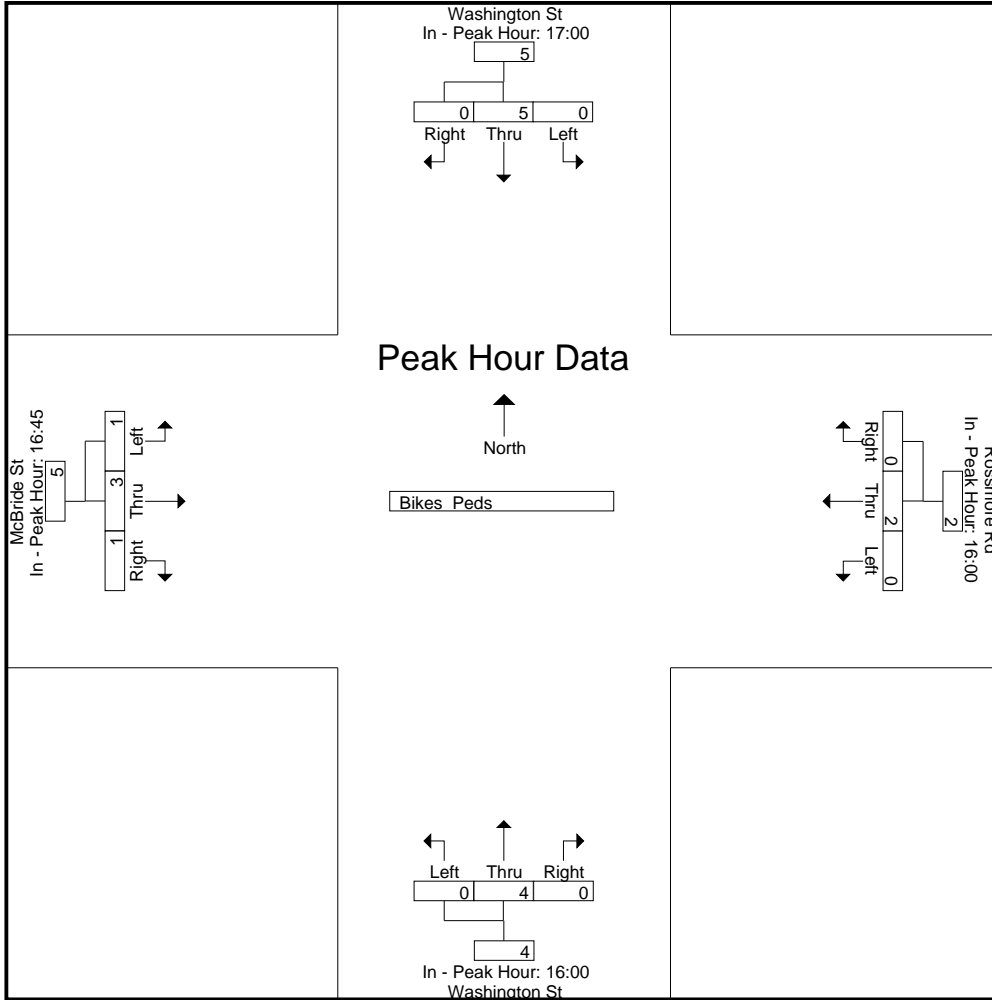 Washington St
In - Peak Hour: 17:00
5
0 5 0
Right Thru Left
Peak Hour Data
North
Bikes Peds
McBride St
In - Peak Hour: 16:45
5
1 3 1
Left Thru Right
Rossmore Rd
In - Peak Hour: 16:00
2
0 2 0
Right Thru Left
Left Thru Right
0 4 0
4
In - Peak Hour: 16:00
Washington St